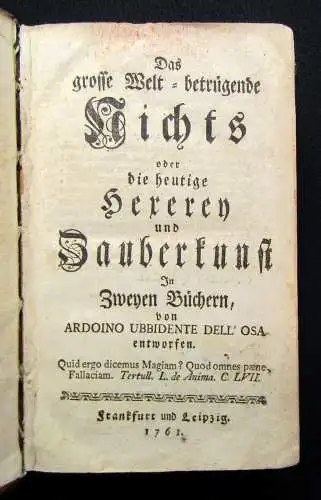 Das
grosse Welt-betrügende
Nichts
oder
die heutige
Hexerey
und
Zauberkunst
In
Zweyen Büchern,
von
ARDOINO UBBIDENTE DELL' OSA
entworfen.
Quid ergo dicemus Magiam? Quod omnes pæne,
Fallaciam. Tertull. L. de Anima. C. LVII.
Frankfurt und Leipzig.
1761.